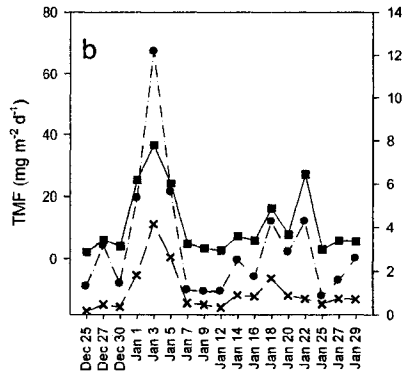 b
TMF (mg m-2 d-1)
80
60
40
20
0
14
12
10
8
6
4
2
0
Dec 25
Dec 27
Dec 30
Jan 1
Jan 3
Jan 5
Jan 7
Jan 9
Jan 12
Jan 14
Jan 16
Jan 18
Jan 20
Jan 22
Jan 25
Jan 27
Jan 29